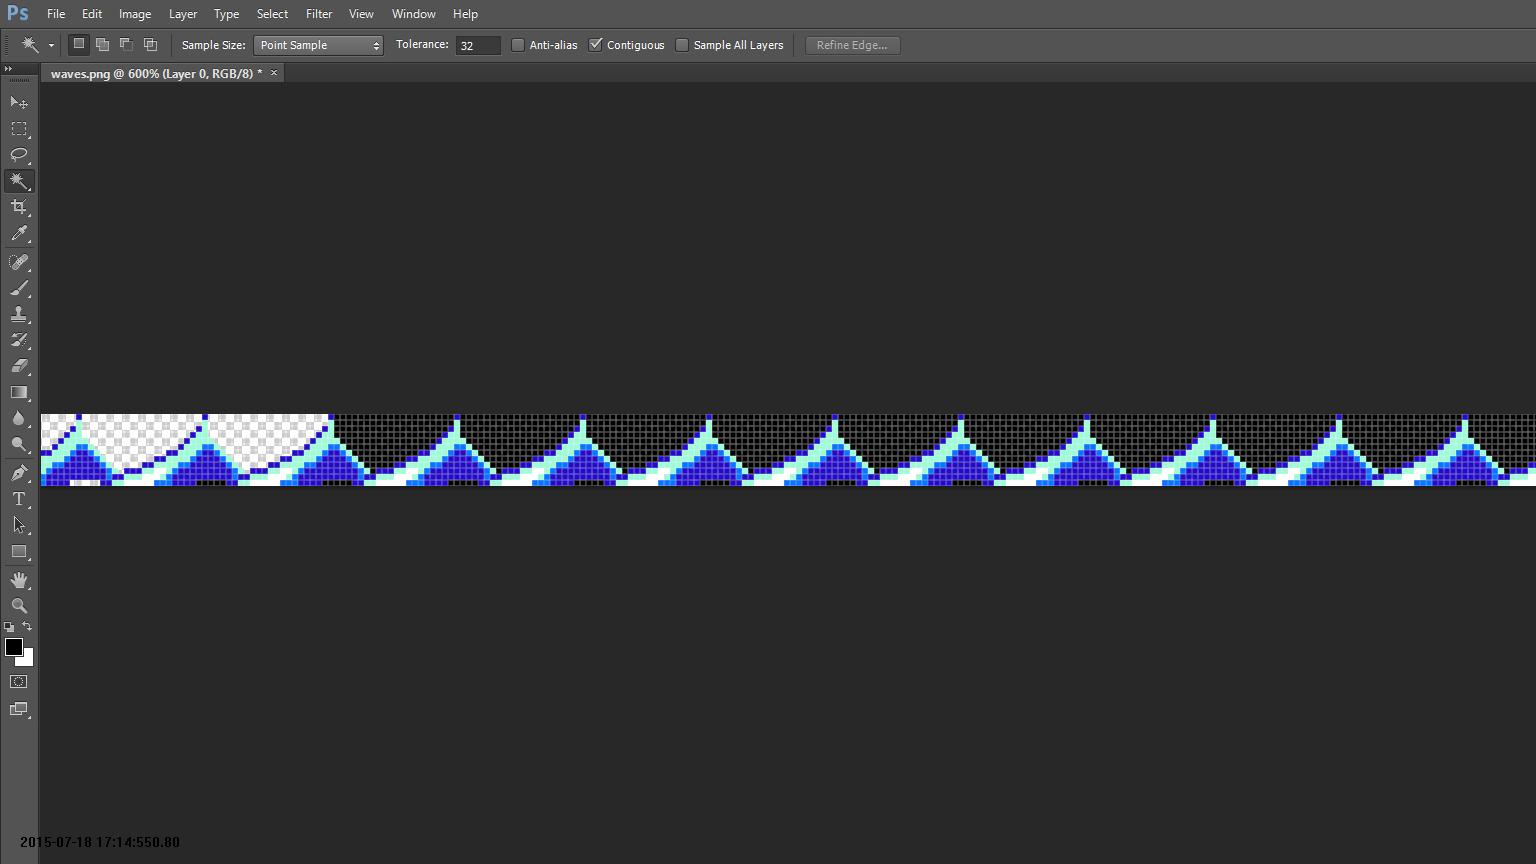 Ps File Edit Image Layer Type Select Filter View Window Help
Sample Size: Point Sample Tolerance: 32 Anti-alias Contiguous Sample All Layers Refine Edge...
waves.png @ 600% (Layer 0, RGB/8) * ×
T
2015-07-18 17:14:550.80